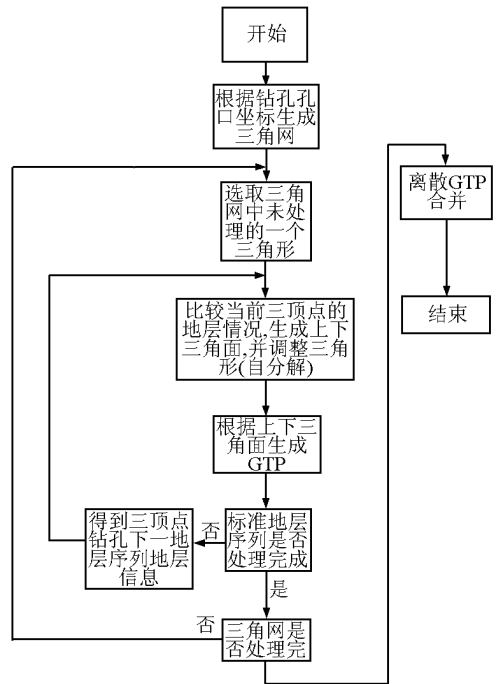 开始
根据钻孔孔
口坐标生成
三角网
选取三角
网中未处
理的一个
三角形
比较当前三顶点的
地层情况,生成上下
三角面,并调整三角
形(自分解)
根据上下三
角面生成
GTP
标准地层
序列是否
处理完成
否
得到三顶点
钻孔下一地
层序列地层
信息
是
三角网是
否处理完
否
离散GTP
合并
结束